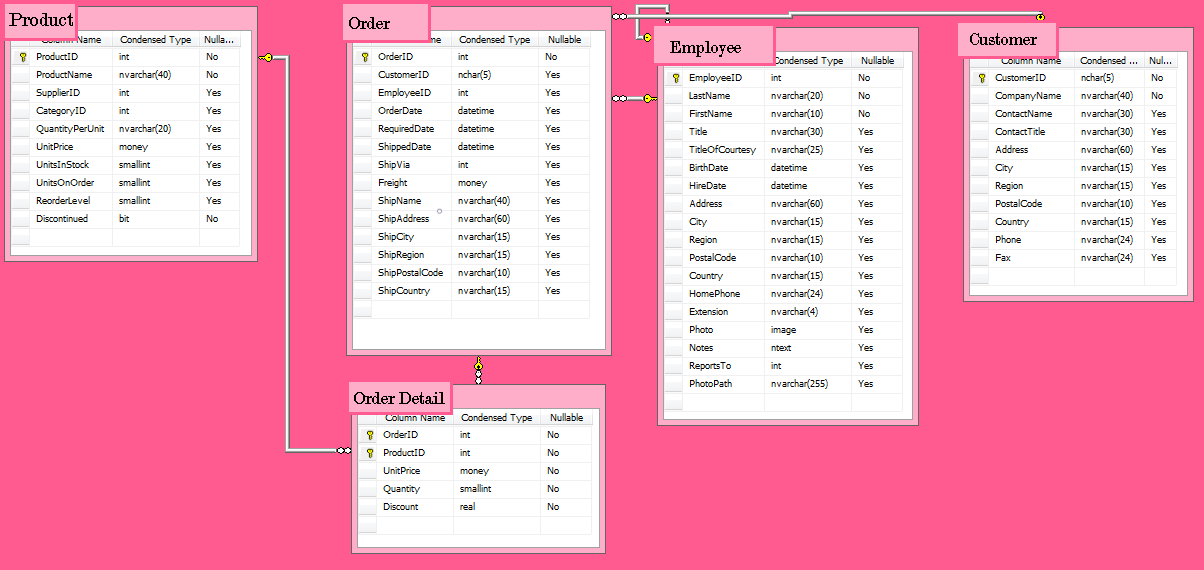 Product
Column Name Condensed Type Nulla...
ProductID int No
ProductName nvarchar(40) No
SupplierID int Yes
CategoryID int Yes
QuantityPerUnit nvarchar(20) Yes
UnitPrice money Yes
UnitsInStock smallint Yes
UnitsOnOrder smallint Yes
ReorderLevel smallint Yes
Discontinued bit No
Order
Condensed Type Nullable
OrderID int No
CustomerID nchar(5) Yes
EmployeeID int Yes
OrderDate datetime Yes
RequiredDate datetime Yes
ShippedDate datetime Yes
ShipVia int Yes
Freight money Yes
ShipName nvarchar(40) Yes
ShipAddress nvarchar(60) Yes
ShipCity nvarchar(15) Yes
ShipRegion nvarchar(15) Yes
ShipPostalCode nvarchar(10) Yes
ShipCountry nvarchar(15) Yes
Employee
Condensed Type Nullable
EmployeeID int No
LastName nvarchar(20) No
FirstName nvarchar(10) No
Title nvarchar(30) Yes
TitleOfCourtesy nvarchar(25) Yes
BirthDate datetime Yes
HireDate datetime Yes
Address nvarchar(60) Yes
City nvarchar(15) Yes
Region nvarchar(15) Yes
PostalCode nvarchar(10) Yes
Country nvarchar(15) Yes
HomePhone nvarchar(24) Yes
Extension nvarchar(4) Yes
Photo image Yes
Notes ntext Yes
ReportsTo int Yes
PhotoPath nvarchar(255) Yes
Customer
Column Name Condensed ... Nul...
CustomerID nchar(5) No
CompanyName nvarchar(40) No
ContactName nvarchar(30) Yes
ContactTitle nvarchar(30) Yes
Address nvarchar(60) Yes
City nvarchar(15) Yes
Region nvarchar(15) Yes
PostalCode nvarchar(10) Yes
Country nvarchar(15) Yes
Phone nvarchar(24) Yes
Fax nvarchar(24) Yes
Order Detail
Column Name Condensed Type Nullable
OrderID int No
ProductID int No
UnitPrice money No
Quantity smallint No
Discount real No